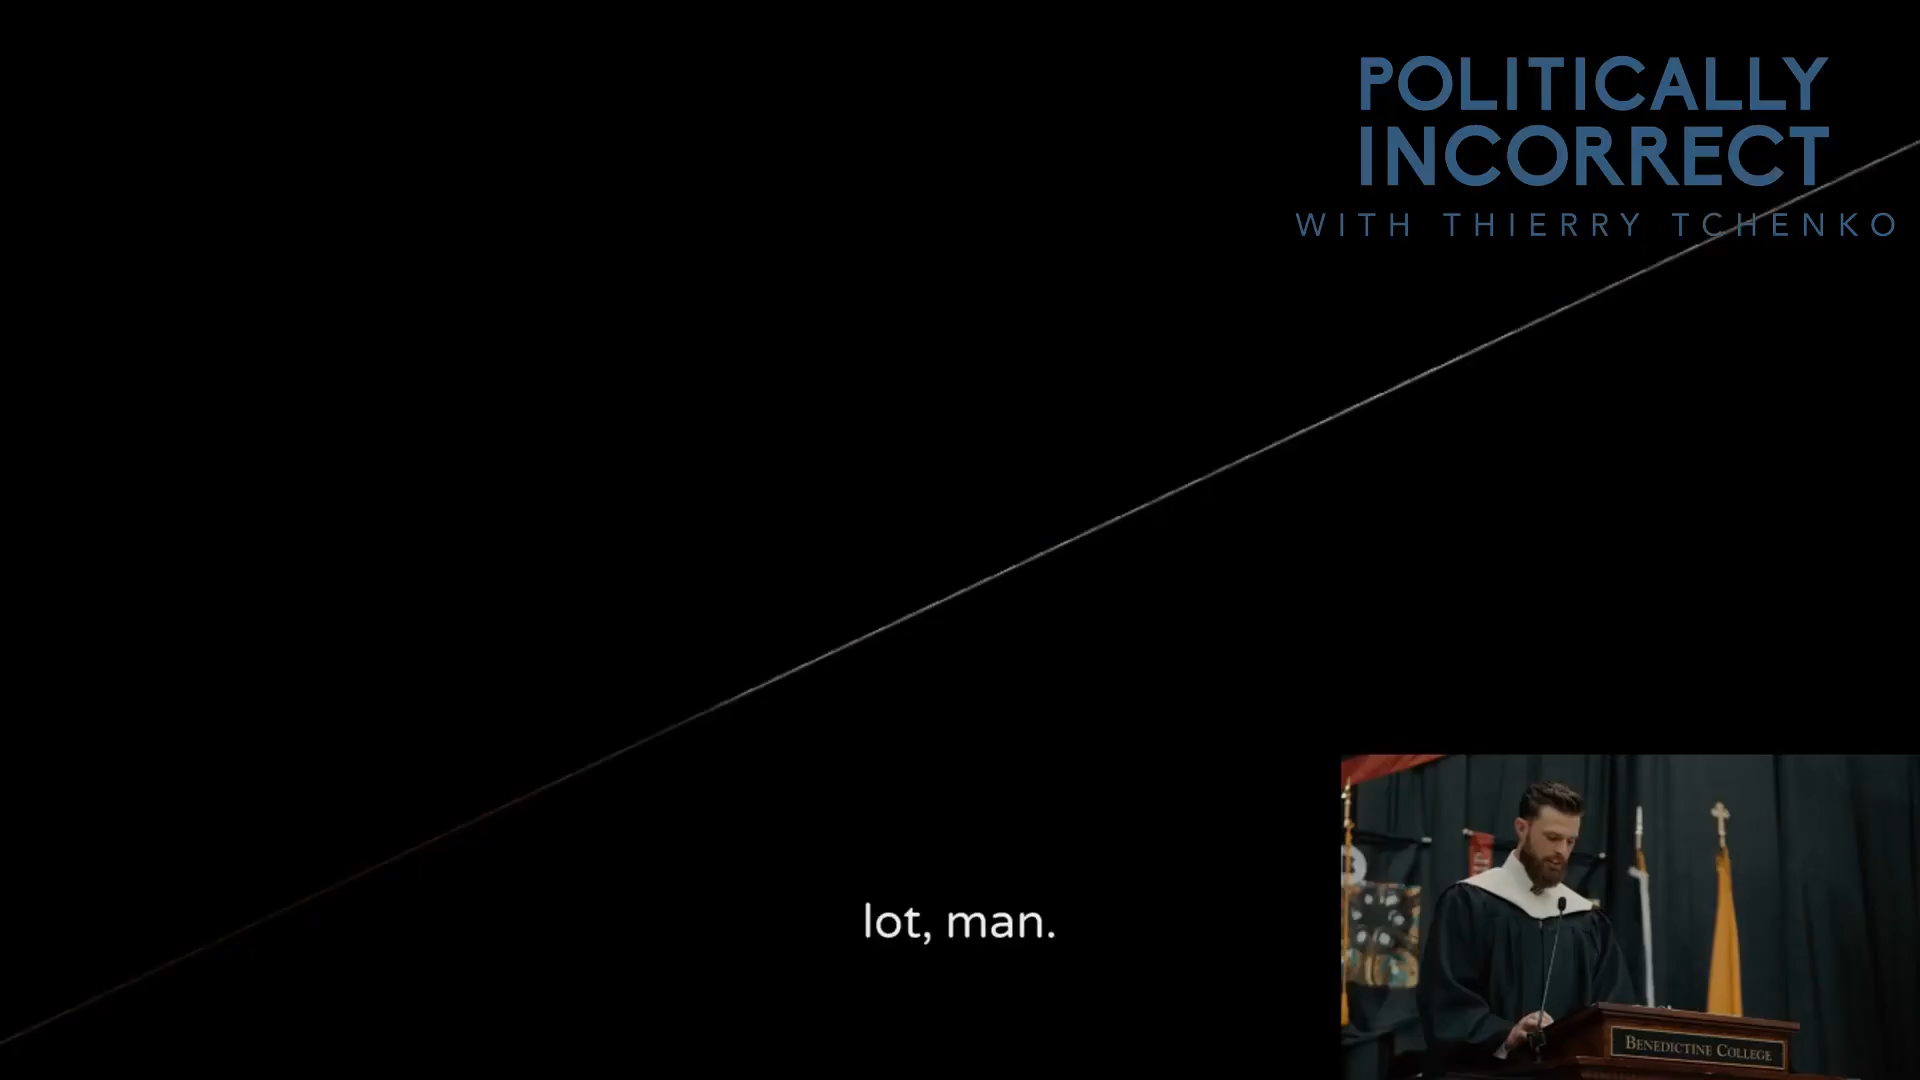 POLITICALLY
INCORRECT
WITH THIERRY TCHENKO
lot, man.
BENEDICTINE COLLEGE